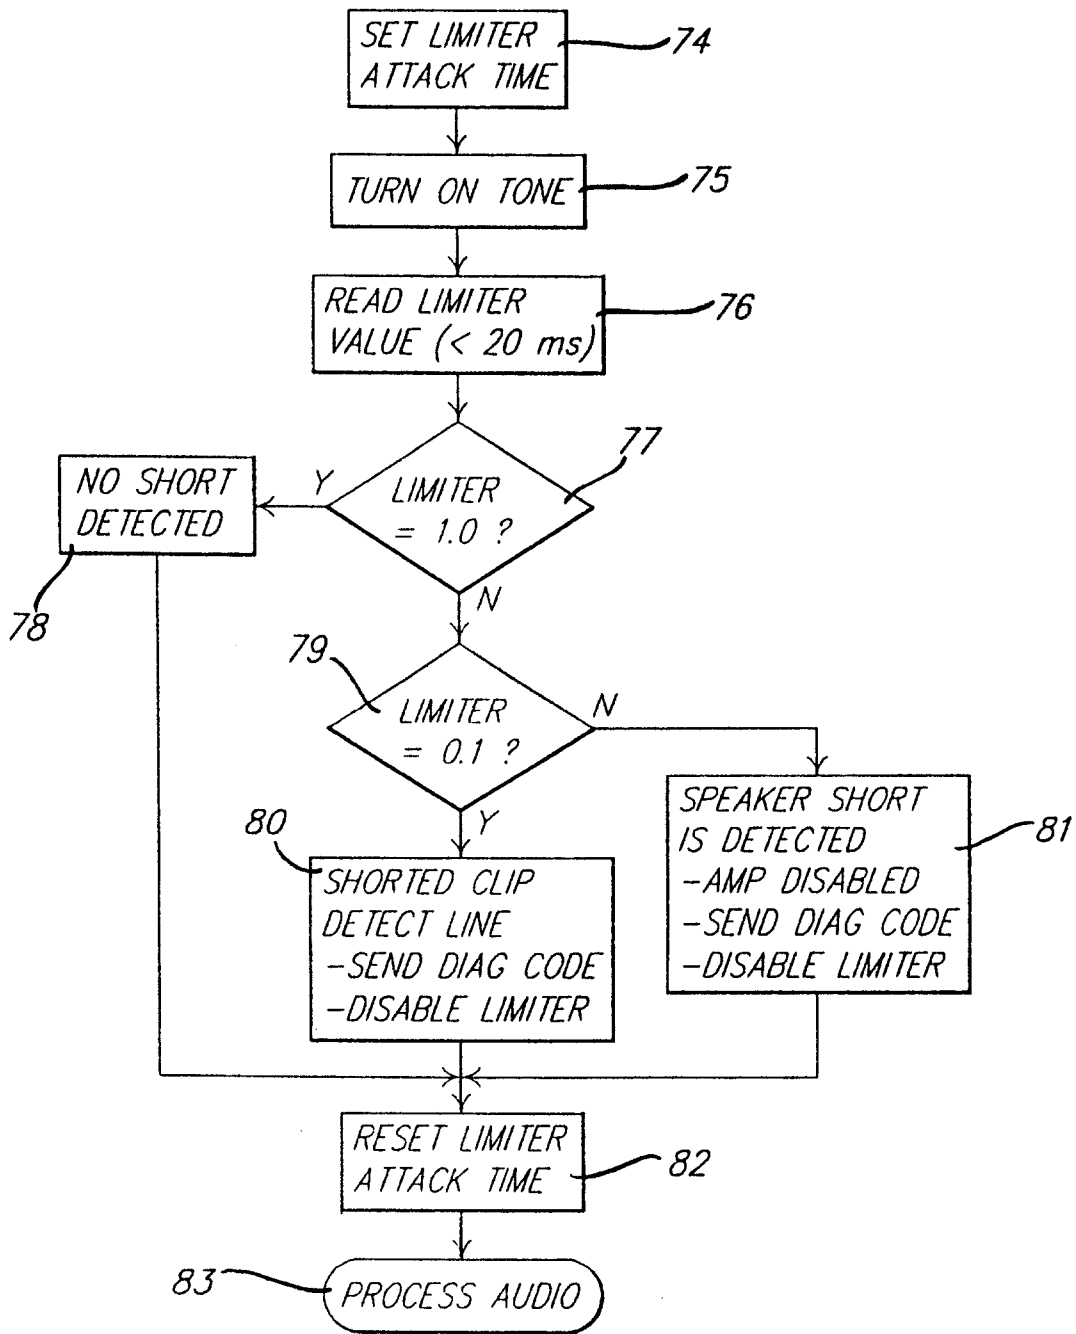 SET LIMITER
ATTACK TIME
74
TURN ON TONE
75
READ LIMITER
VALUE (< 20 ms)
76
LIMITER
= 1.0 ?
77
Y
NO SHORT
DETECTED
78
N
79
LIMITER
= 0.1 ?
N
Y
80
SHORTED CLIP
DETECT LINE
-SEND DIAG CODE
-DISABLE LIMITER
SPEAKER SHORT
IS DETECTED
-AMP DISABLED
-SEND DIAG CODE
-DISABLE LIMITER
81
RESET LIMITER
ATTACK TIME
82
83
PROCESS AUDIO